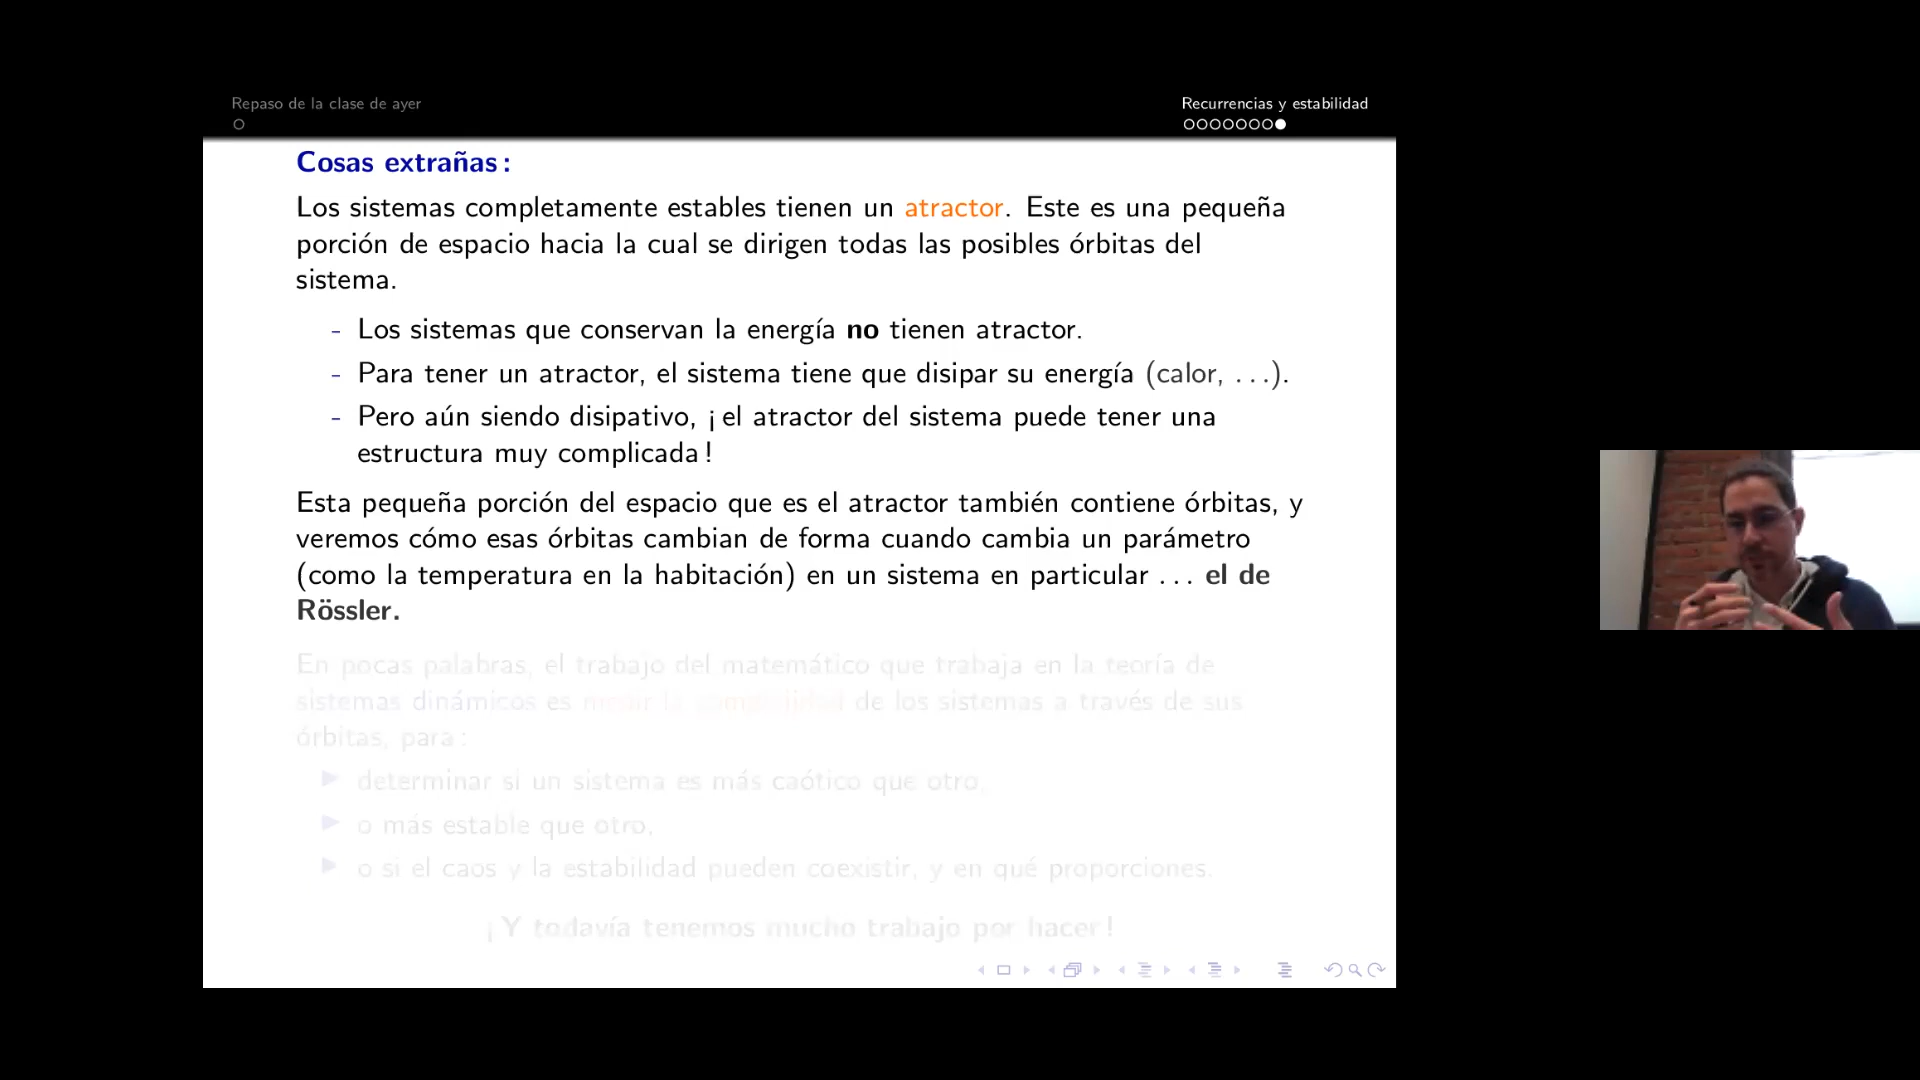 Repaso de la clase de ayer
Recurrencias y estabilidad
Cosas extrañas :
Los sistemas completamente estables tienen un atractor. Este es una pequeña
porción de espacio hacia la cual se dirigen todas las posibles órbitas del
sistema.
- Los sistemas que conservan la energía no tienen atractor.
- Para tener un atractor, el sistema tiene que disipar su energía (calor, ...).
- Pero aún siendo disipativo, ¡ el atractor del sistema puede tener una
estructura muy complicada !
Esta pequeña porción del espacio que es el atractor también contiene órbitas, y
veremos cómo esas órbitas cambian de forma cuando cambia un parámetro
(como la temperatura en la habitación) en un sistema en particular ... el de
Rössler.
En pocas palabras, el trabajo del matemático que trabaja en la teoría de
sistemas dinámicos es medir la complejidad de los sistemas a través de sus
órbitas, para :
▶ determinar si un sistema es más caótico que otro,
▶ o más estable que otro,
▶ o si el caos y la estabilidad pueden coexistir, y en qué proporciones.
¡ Y todavía tenemos mucho trabajo por hacer !